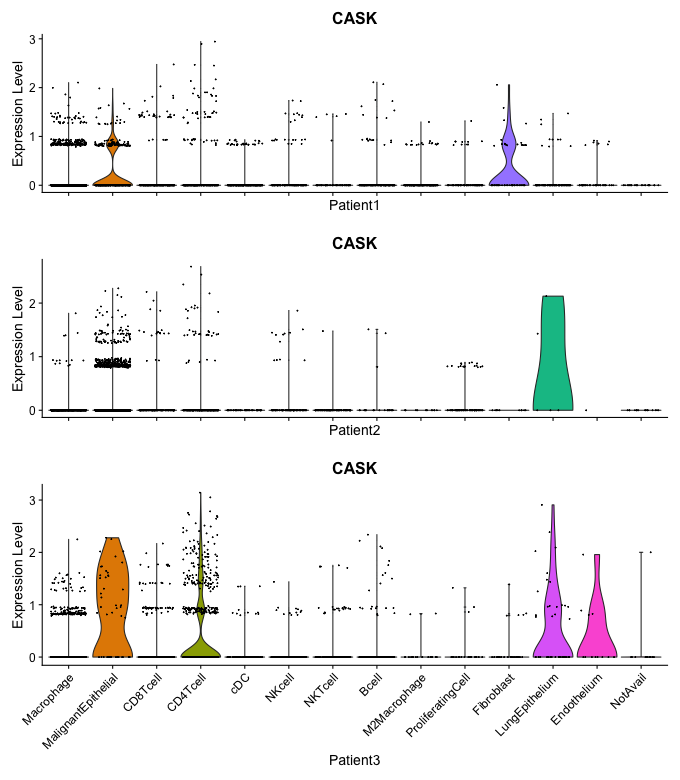 CASK
Expression Level
3
2
1
0
Patient1
CASK
Expression Level
2
1
0
Patient2
CASK
Expression Level
3
2
1
0
Macrophage
MalignantEpithelial
CD8Tcell
CD4Tcell
cDC
NKcell
NKTcell
Bcell
M2Macrophage
ProliferatingCell
Fibroblast
LungEpithelium
Endothelium
NotAvail
Patient3